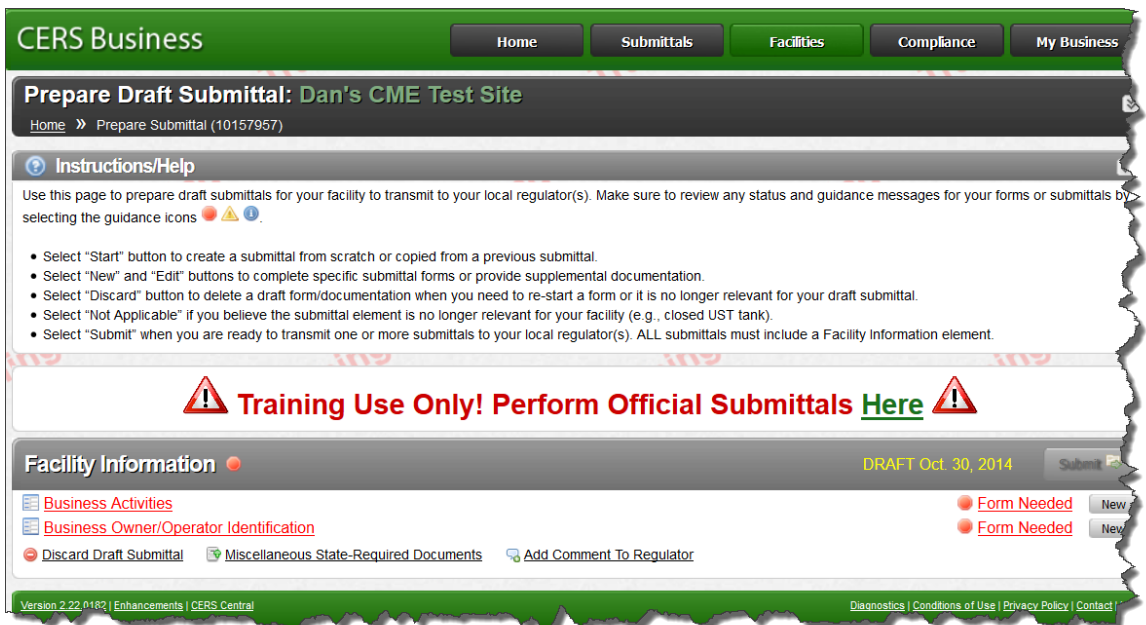 CERS Business
Home Submittals Facilities Compliance My Business
Prepare Draft Submittal: Dan's CME Test Site
Home » Prepare Submittal (10157957)
Instructions/Help
Use this page to prepare draft submittals for your facility to transmit to your local regulator(s). Make sure to review any status and guidance messages for your forms or submittals by
selecting the guidance icons .
• Select “Start” button to create a submittal from scratch or copied from a previous submittal.
• Select “New” and “Edit” buttons to complete specific submittal forms or provide supplemental documentation.
• Select “Discard” button to delete a draft form/documentation when you need to re-start a form or it is no longer relevant for your draft submittal.
• Select “Not Applicable” if you believe the submittal element is no longer relevant for your facility (e.g., closed UST tank).
• Select “Submit” when you are ready to transmit one or more submittals to your local regulator(s). ALL submittals must include a Facility Information element.
ing ing ing
Training Use Only! Perform Official Submittals Here
Facility Information DRAFT Oct. 30, 2014 Submit
Business Activities Form Needed New
Business Owner/Operator Identification Form Needed New
Discard Draft Submittal Miscellaneous State-Required Documents Add Comment To Regulator
Version 2.22.0182 | Enhancements | CERS Central Diagnostics | Conditions of Use | Privacy Policy | Contact |